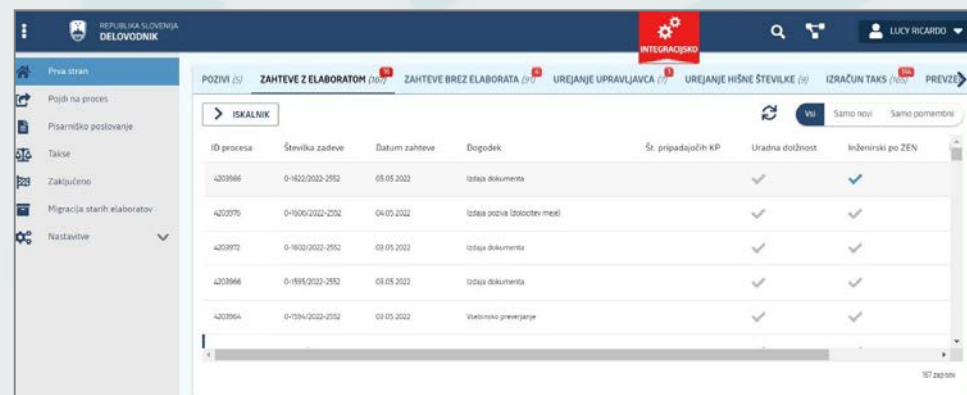 REPUBLIKA SLOVENIJA
DELOVODNIK
INTEGRACIJSKO
LUCY RICARDO
Prva stran
Pojdi na proces
Pisarniško poslovanje
Takse
Zaključeno
Migracija starih elaboratov
Nastavitve
POZIVI (5) ZAHTEVE Z ELABORATOM (167) ZAHTEVE BREZ ELABORATA UREJANJE UPRAVLJAVCA UREJANJE HIŠNE ŠTEVILKE (9) IZRAČUN TAKS (165) PREVZE
ISKALNIK
Vsi Samo novi Samo pomembni
ID procesa Številka zadeve Datum zahteve Dogodek Št. pripadajočih KP Uradna dolžnost Inženirski po ZEN
4203986 0-1622/2022-2552 05.05.2022 Izdaja dokumenta
4203976 0-1606/2022-2552 04.05.2022 Izdaja poziva (določitev meje)
4203972 0-1602/2022-2552 03.05.2022 Izdaja dokumenta
4203966 0-1595/2022-2552 03.05.2022 Izdaja dokumenta
4203964 0-1594/2022-2552 03.05.2022 Vsebinsko preverjanje
167 zapisov